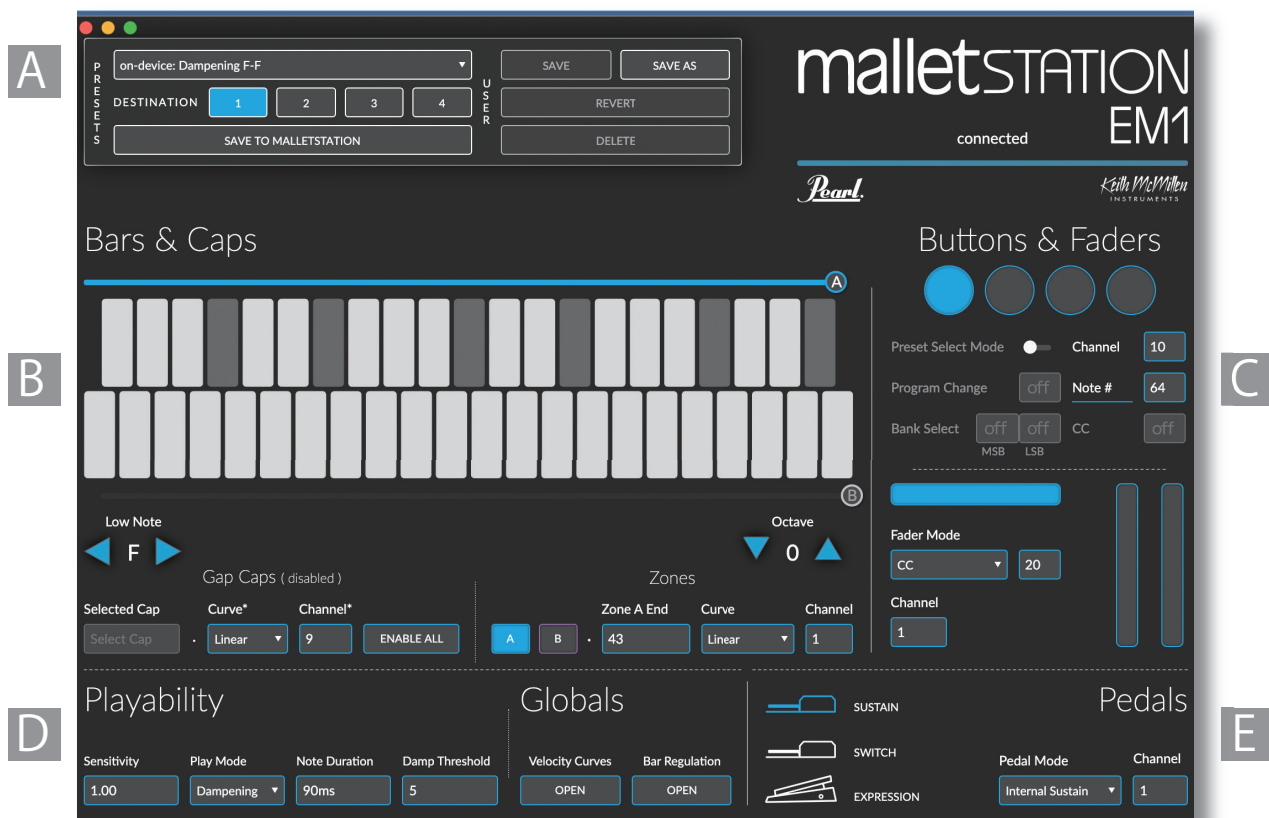 A
PRESETS
on-device: Dampening F-F
DESTINATION 1 2 3 4
SAVE TO MALLETSTATION
USER
SAVE SAVE AS
REVERT
DELETE
malletSTATION
EM1
connected
Pearl.
Keith McMillen
INSTRUMENTS
B
Bars & Caps
A
B
Low Note
F
Octave
0
Gap Caps ( disabled )
Selected Cap Curve* Channel*
Select Cap . Linear 9 ENABLE ALL
Zones
Zone A End Curve Channel
A B . 43 Linear 1
C
Buttons & Faders
Preset Select Mode Channel 10
Program Change off Note # 64
Bank Select off off CC off
MSB LSB
Fader Mode
CC 20
Channel
1
D
Playability
Sensitivity Play Mode Note Duration Damp Threshold
1.00 Dampening 90ms 5
Globals
Velocity Curves Bar Regulation
OPEN OPEN
E
Pedals
SUSTAIN
SWITCH
EXPRESSION
Pedal Mode Channel
Internal Sustain 1